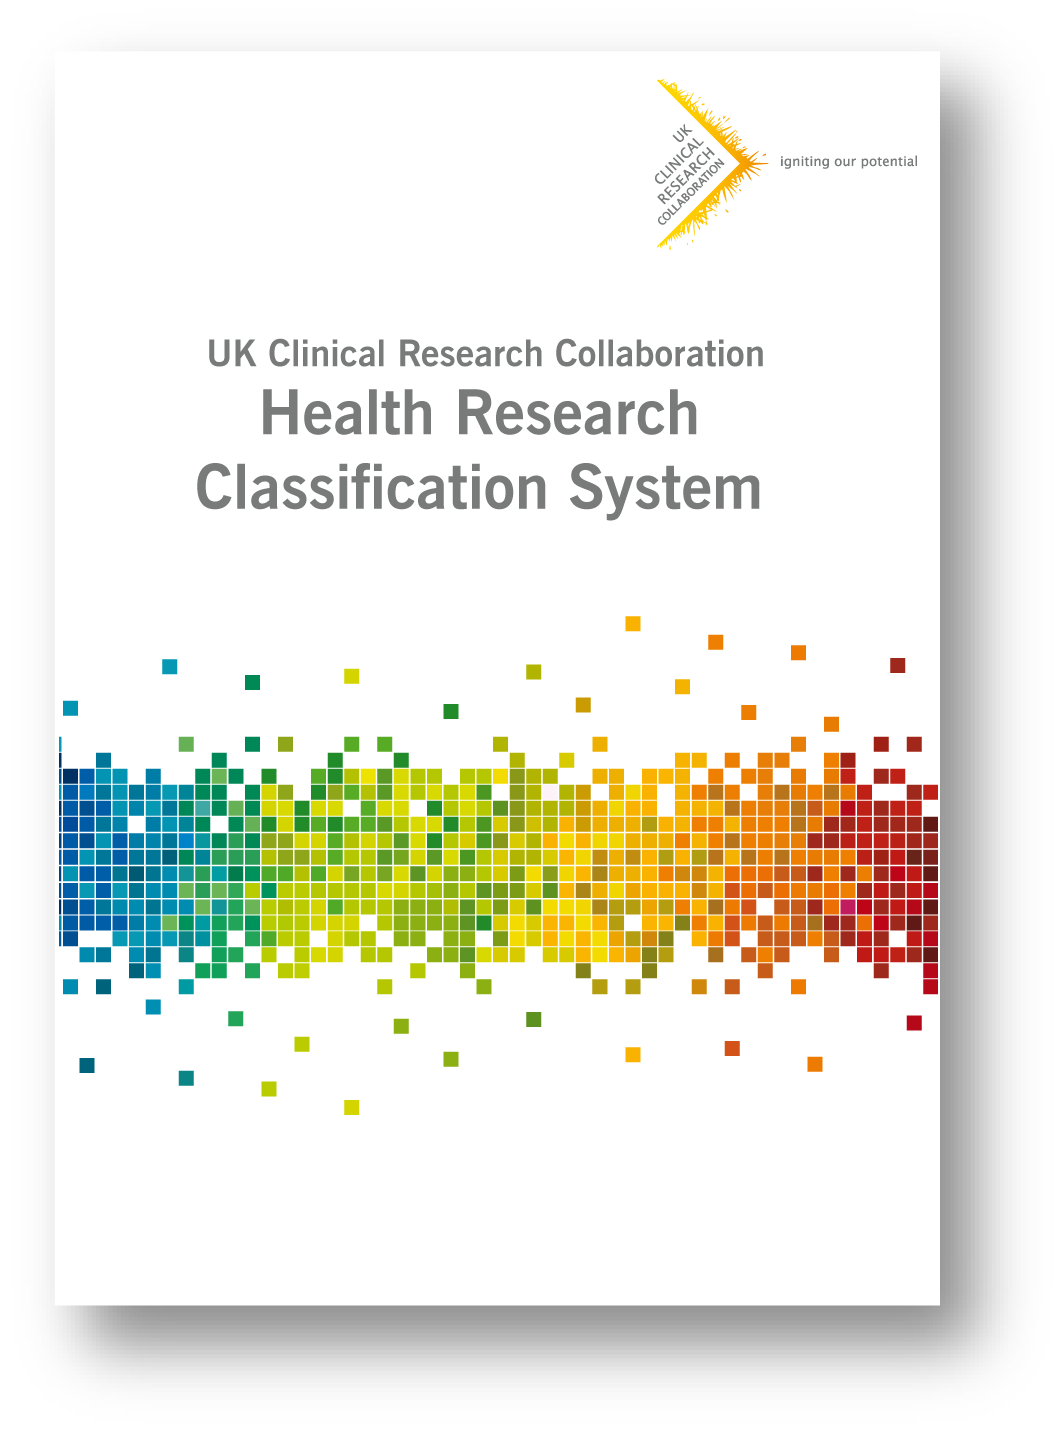 UK
CLINICAL
RESEARCH
COLLABORATION
igniting our potential
UK Clinical Research Collaboration
Health Research
Classification System